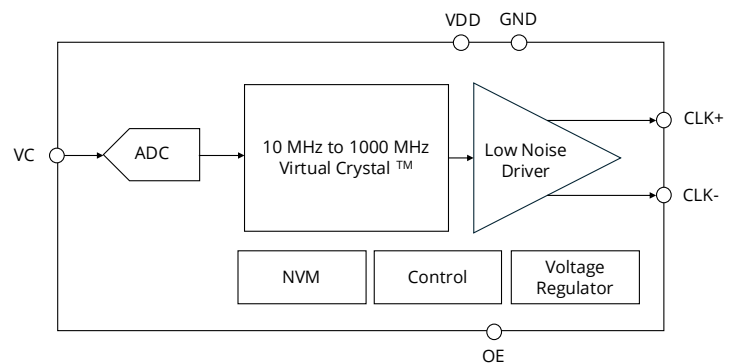 VDD GND
VC
ADC
10 MHz to 1000 MHz
Virtual Crystal ™
Low Noise
Driver
CLK+
CLK-
NVM
Control
Voltage
Regulator
OE